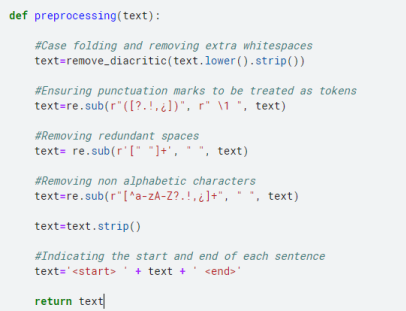 def preprocessing(text):
#Case folding and removing extra whitespaces
text=remove_diacritic(text.lower().strip())
#Ensuring punctuation marks to be treated as tokens
text=re.sub(r"([?.!,¿])", r" \1 ", text)
#Removing redundant spaces
text= re.sub(r'[" "]+', " ", text)
#Removing non alphabetic characters
text=re.sub(r"[^a-zA-Z?.!,¿]+", " ", text)
text=text.strip()
#Indicating the start and end of each sentence
text='<start> ' + text + ' <end>'
return text